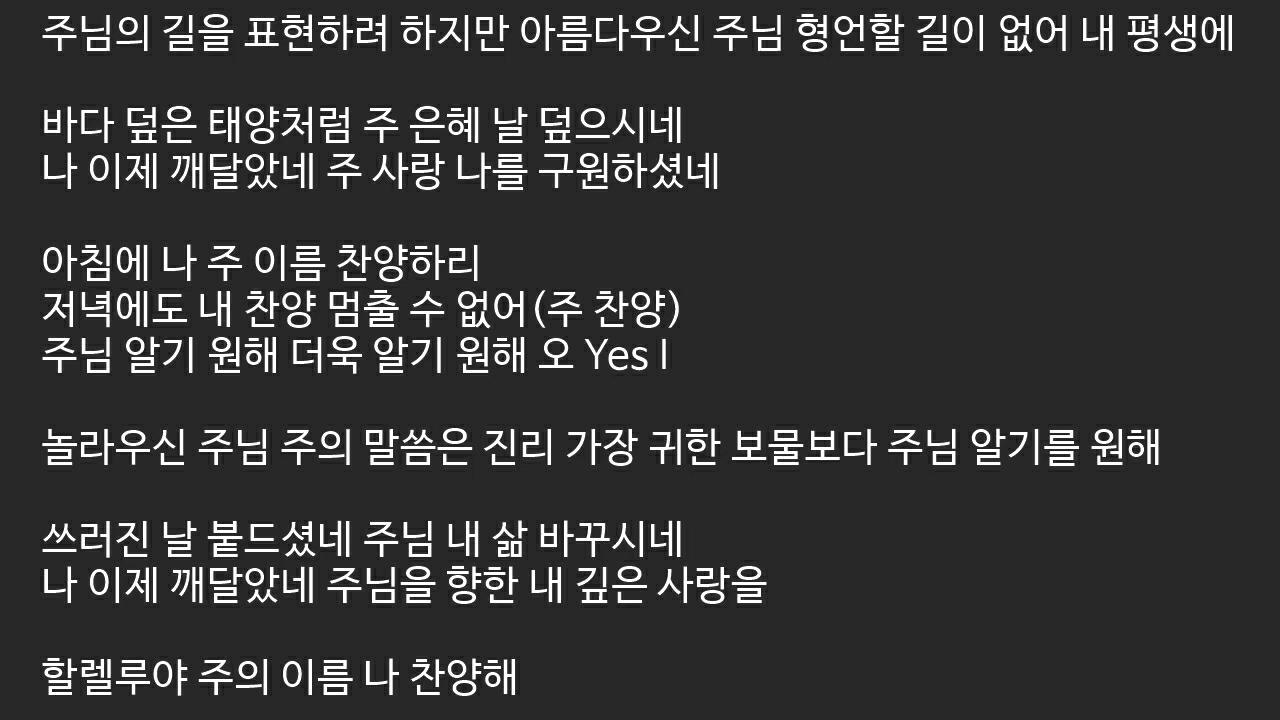 주님의 길을 표현하려 하지만 아름다우신 주님 형언할 길이 없어 내 평생에
바다 덮은 태양처럼 주 은혜 날 덮으시네
나 이제 깨달았네 주 사랑 나를 구원하셨네
아침에 나 주 이름 찬양하리
저녁에도 내 찬양 멈출 수 없어(주 찬양)
주님 알기 원해 더욱 알기 원해 오 Yes I
놀라우신 주님 주의 말씀은 진리 가장 귀한 보물보다 주님 알기를 원해
쓰러진 날 붙드셨네 주님 내 삶 바꾸시네
나 이제 깨달았네 주님을 향한 내 깊은 사랑을
할렐루야 주의 이름 나 찬양해